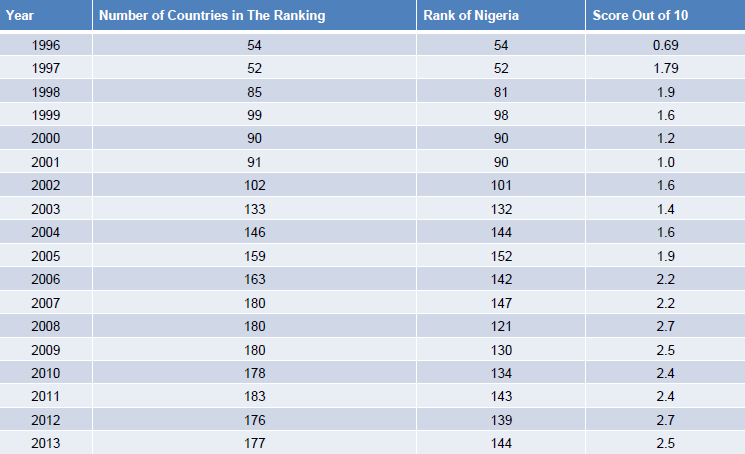 Year Number of Countries in The Ranking Rank of Nigeria Score Out of 10
1996 54 54 0.69
1997 52 52 1.79
1998 85 81 1.9
1999 99 98 1.6
2000 90 90 1.2
2001 91 90 1.0
2002 102 101 1.6
2003 133 132 1.4
2004 146 144 1.6
2005 159 152 1.9
2006 163 142 2.2
2007 180 147 2.2
2008 180 121 2.7
2009 180 130 2.5
2010 178 134 2.4
2011 183 143 2.4
2012 176 139 2.7
2013 177 144 2.5